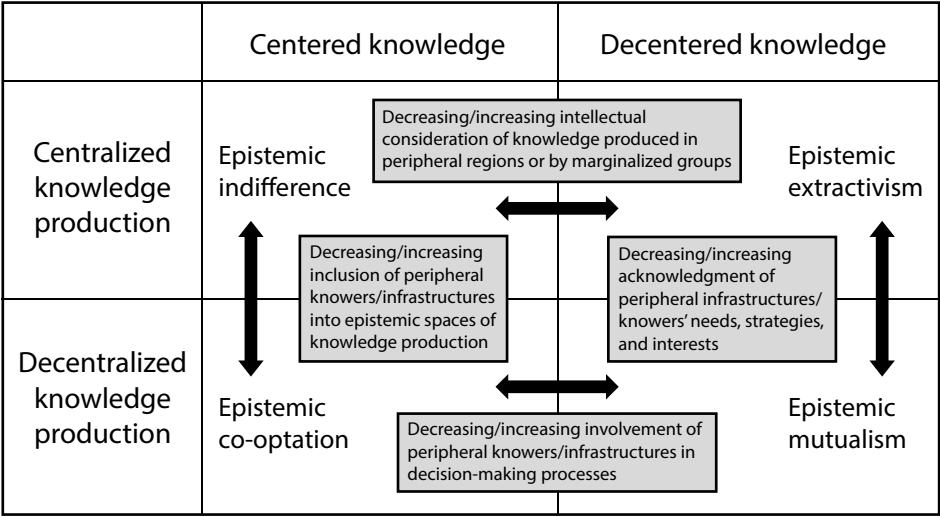 Centered knowledge
Decentered knowledge
Centralized
knowledge
production
Epistemic
indifference
Decreasing/increasing intellectual
consideration of knowledge produced in
peripheral regions or by marginalized groups
Epistemic
extractivism
Decreasing/increasing
inclusion of peripheral
knowers/infrastructures
into epistemic spaces of
knowledge production
Decreasing/increasing
acknowledgment of
peripheral infrastructures/
knowers’ needs, strategies,
and interests
Decentralized
knowledge
production
Epistemic
co-optation
Decreasing/increasing involvement of
peripheral knowers/infrastructures in
decision-making processes
Epistemic
mutualism